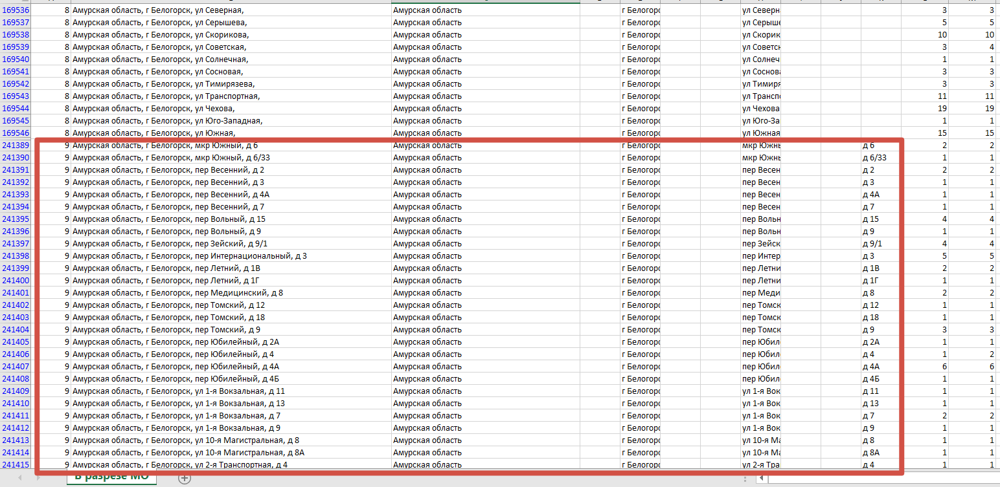 169536 8 Амурская область, г Белогорск, ул Северная, Амурская область г Белогорс ул Северн 3 3
169537 8 Амурская область, г Белогорск, ул Серышева, Амурская область г Белогорс ул Серыше 5 5
169538 8 Амурская область, г Белогорск, ул Скорикова, Амурская область г Белогорс ул Скорик 10 10
169539 8 Амурская область, г Белогорск, ул Советская, Амурская область г Белогорс ул Советск 3 4
169540 8 Амурская область, г Белогорск, ул Солнечная, Амурская область г Белогорс ул Солнеч 1 1
169541 8 Амурская область, г Белогорск, ул Сосновая, Амурская область г Белогорс ул Соснова 3 3
169542 8 Амурская область, г Белогорск, ул Тимирязева, Амурская область г Белогорс ул Тимиря 3 3
169543 8 Амурская область, г Белогорск, ул Транспортная, Амурская область г Белогорс ул Транспо 11 11
169544 8 Амурская область, г Белогорск, ул Чехова, Амурская область г Белогорс ул Чехова 19 19
169545 8 Амурская область, г Белогорск, ул Юго-Западная, Амурская область г Белогорс ул Юго-За 1 1
169546 8 Амурская область, г Белогорск, ул Южная, Амурская область г Белогорс ул Южная 15 15
241389 9 Амурская область, г Белогорск, мкр Южный, д 6 Амурская область г Белогорс мкр Южнь д 6 2 2
241390 9 Амурская область, г Белогорск, мкр Южный, д 6/33 Амурская область г Белогорс мкр Южнь д 6/33 1 1
241391 9 Амурская область, г Белогорск, пер Весенний, д 2 Амурская область г Белогорс пер Весен д 2 2 2
241392 9 Амурская область, г Белогорск, пер Весенний, д 3 Амурская область г Белогорс пер Весен д 3 1 1
241393 9 Амурская область, г Белогорск, пер Весенний, д 4А Амурская область г Белогорс пер Весен д 4А 1 1
241394 9 Амурская область, г Белогорск, пер Весенний, д 7 Амурская область г Белогорс пер Весен д 7 1 1
241395 9 Амурская область, г Белогорск, пер Вольный, д 15 Амурская область г Белогорс пер Вольн д 15 4 4
241396 9 Амурская область, г Белогорск, пер Вольный, д 9 Амурская область г Белогорс пер Вольн д 9 1 1
241397 9 Амурская область, г Белогорск, пер Зейский, д 9/1 Амурская область г Белогорс пер Зейск д 9/1 4 4
241398 9 Амурская область, г Белогорск, пер Интернациональный, д 3 Амурская область г Белогорс пер Интер д 3 5 5
241399 9 Амурская область, г Белогорск, пер Летний, д 1В Амурская область г Белогорс пер Летни д 1В 2 2
241400 9 Амурская область, г Белогорск, пер Летний, д 1Г Амурская область г Белогорс пер Летни д 1Г 1 1
241401 9 Амурская область, г Белогорск, пер Медицинский, д 8 Амурская область г Белогорс пер Меди д 8 2 2
241402 9 Амурская область, г Белогорск, пер Томский, д 12 Амурская область г Белогорс пер Томск д 12 1 1
241403 9 Амурская область, г Белогорск, пер Томский, д 18 Амурская область г Белогорс пер Томск д 18 1 1
241404 9 Амурская область, г Белогорск, пер Томский, д 9 Амурская область г Белогорс пер Томск д 9 3 3
241405 9 Амурская область, г Белогорск, пер Юбилейный, д 2А Амурская область г Белогорс пер Юбил д 2А 1 1
241406 9 Амурская область, г Белогорск, пер Юбилейный, д 4 Амурская область г Белогорс пер Юбил д 4 1 2
241407 9 Амурская область, г Белогорск, пер Юбилейный, д 4А Амурская область г Белогорс пер Юбил д 4А 6 6
241408 9 Амурская область, г Белогорск, пер Юбилейный, д 4Б Амурская область г Белогорс пер Юбил д 4Б 1 1
241409 9 Амурская область, г Белогорск, ул 1-я Вокзальная, д 11 Амурская область г Белогорс ул 1-я Вок д 11 1 1
241410 9 Амурская область, г Белогорск, ул 1-я Вокзальная, д 13 Амурская область г Белогорс ул 1-я Вок д 13 1 1
241411 9 Амурская область, г Белогорск, ул 1-я Вокзальная, д 7 Амурская область г Белогорс ул 1-я Вок д 7 2 2
241412 9 Амурская область, г Белогорск, ул 1-я Вокзальная, д 9 Амурская область г Белогорс ул 1-я Вок д 9 1 1
241413 9 Амурская область, г Белогорск, ул 10-я Магистральная, д 8 Амурская область г Белогорс ул 10-я Ма д 8 1 1
241414 9 Амурская область, г Белогорск, ул 10-я Магистральная, д 8А Амурская область г Белогорс ул 10-я Ма д 8А 1 1
241415 9 Амурская область, г Белогорск, ул 2-я Транспортная, д 4 Амурская область г Белогорс ул 2-я Тра д 4 1 1
В разрезе МО